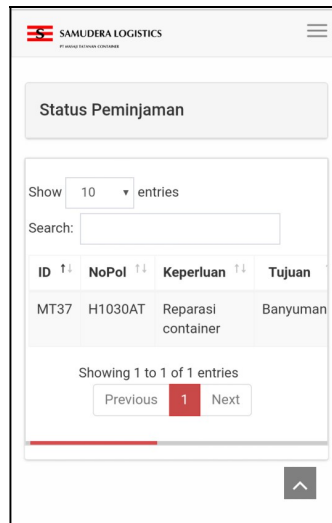 SAMUDERA LOGISTICS
Status Peminjaman
Show 10 entries
Search:
ID NoPol Keperluan Tujuan
MT37 H1030AT Reparasi container Banyuman
Showing 1 to 1 of 1 entries
Previous 1 Next